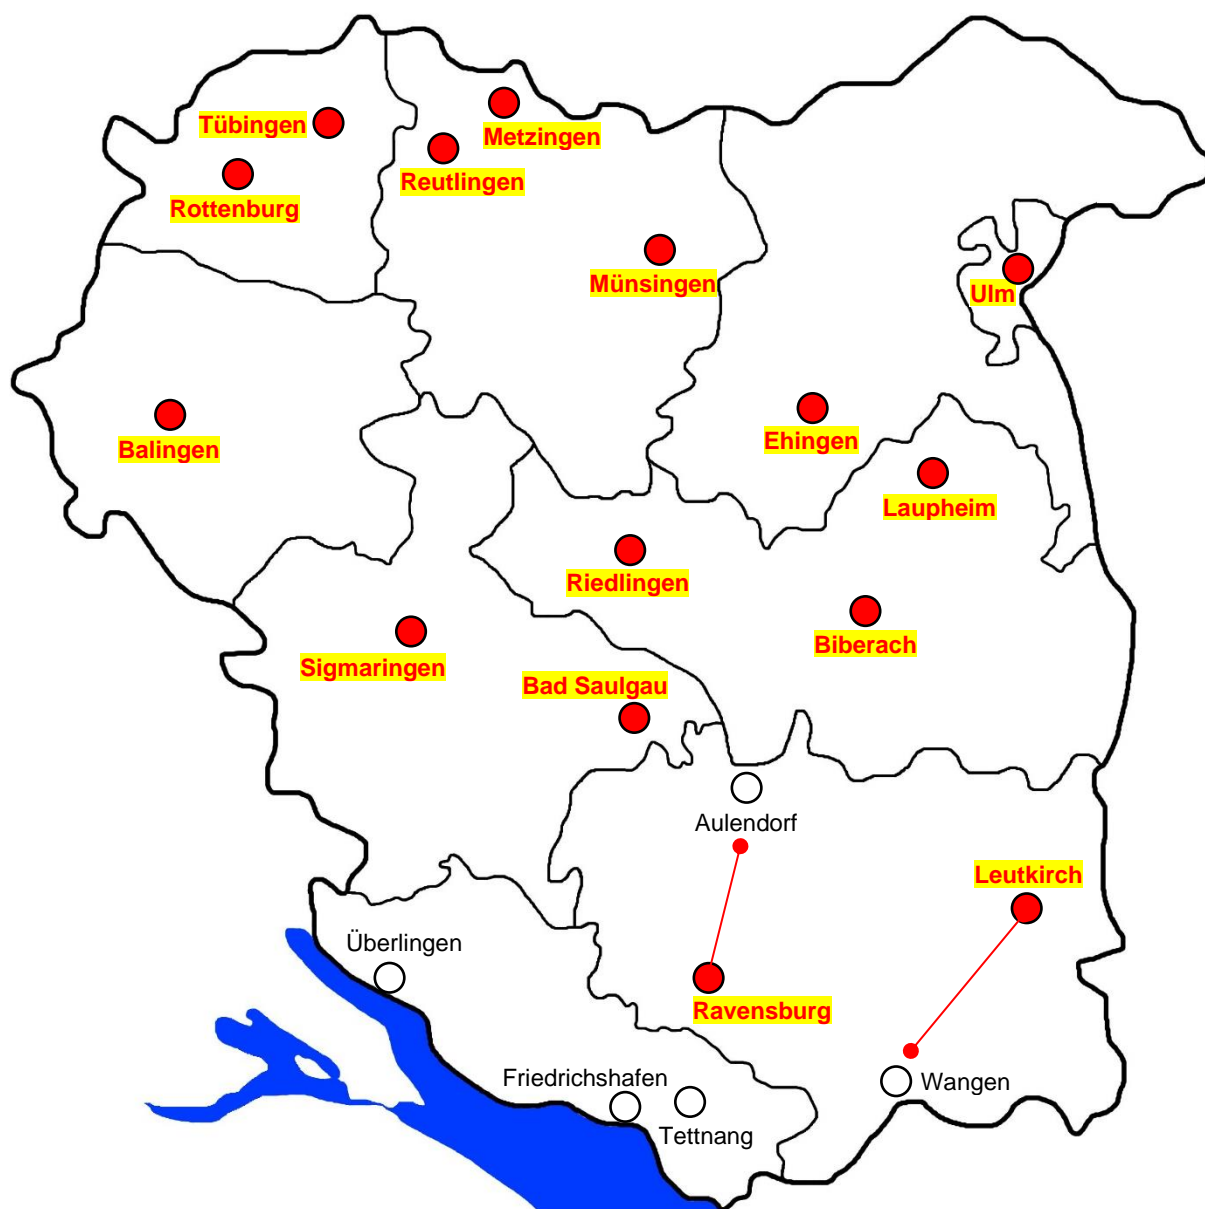 Tübingen
Metzingen
Reutlingen
Rottenburg
Münsingen
Ulm
Balingen
Ehingen
Laupheim
Riedlingen
Biberach
Sigmaringen
Bad Saulgau
Aulendorf
Leutkirch
Überlingen
Ravensburg
Friedrichshafen
Wangen
Tettnang